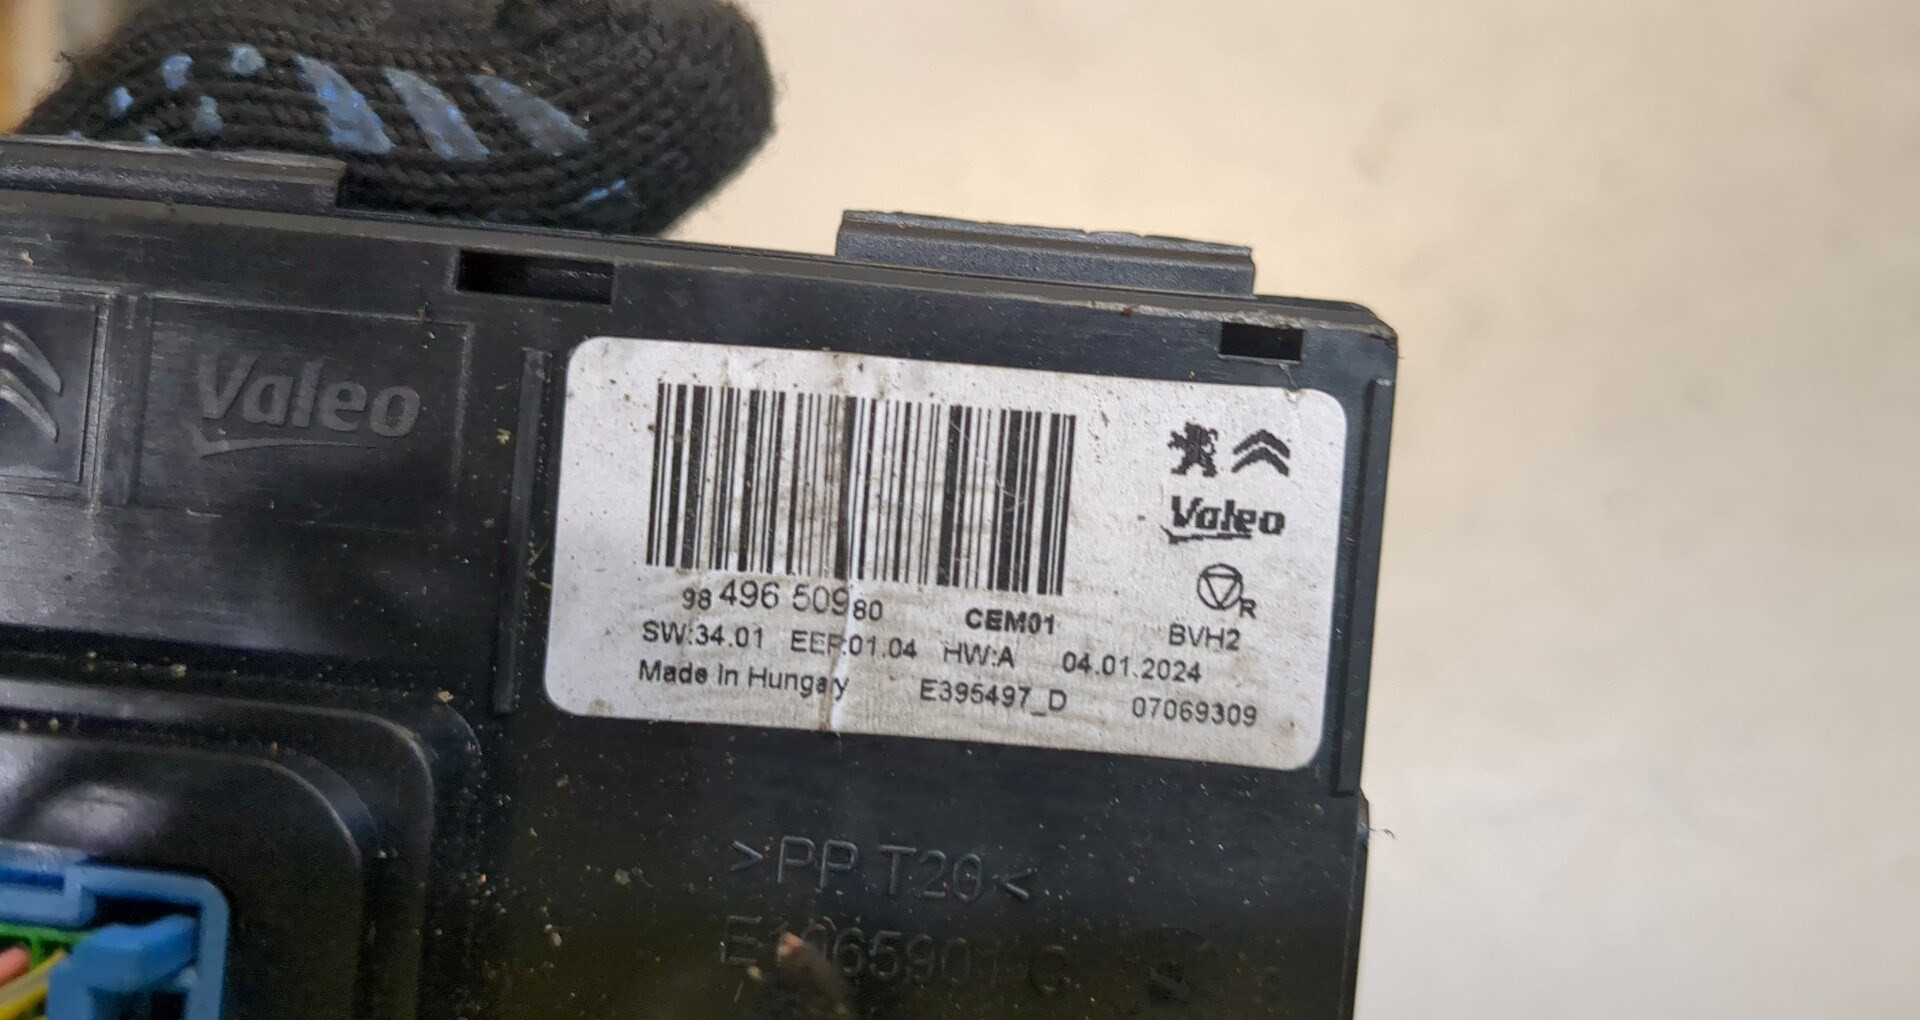 Valeo
Valeo
98 496 509 80
CEM01
R
BVH2
SW:34.01 EEP:01.04 HW:A 04.01.2024
Made In Hungary E395497_D 07069309
>PP T20<